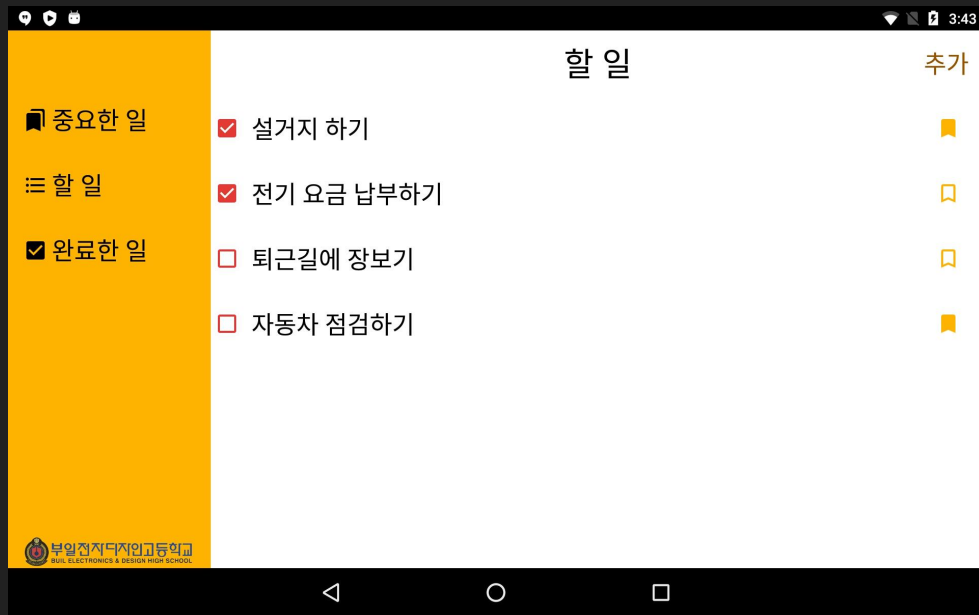 3:43
할 일
추가
중요한 일
할 일
완료한 일
설거지 하기
전기 요금 납부하기
퇴근길에 장보기
자동차 점검하기
부일전자디자인고등학교
BUIL ELECTRONICS & DESIGN HIGH SCHOOL